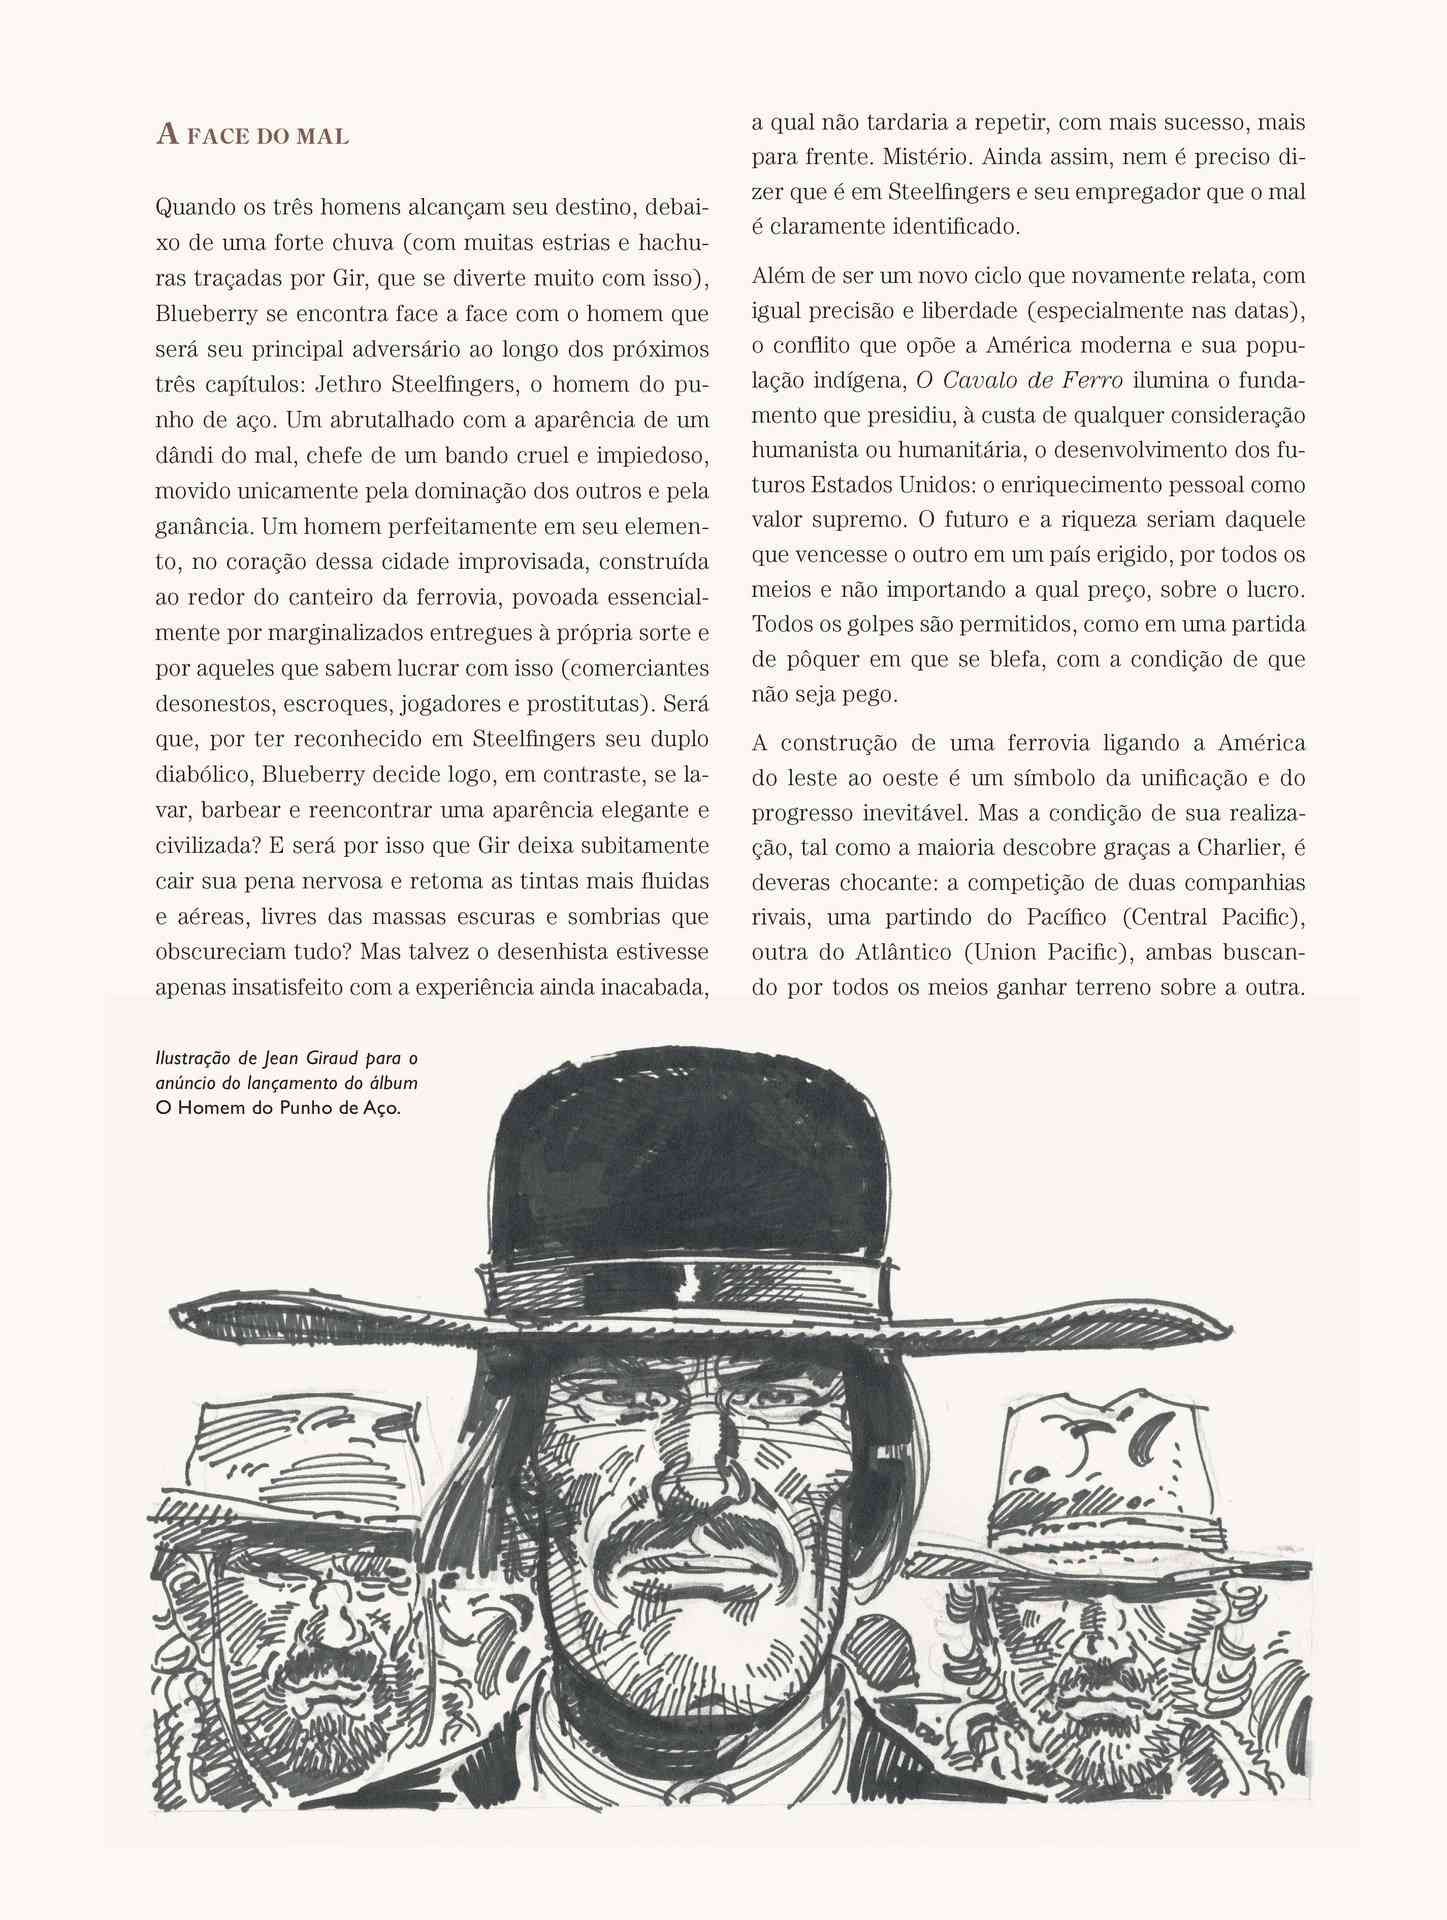 A FACE DO MAL
Quando os três homens alcançam seu destino, debai-
xo de uma forte chuva (com muitas estrias e hachu-
ras traçadas por Gir, que se diverte muito com isso),
Blueberry se encontra face a face com o homem que
será seu principal adversário ao longo dos próximos
três capítulos: Jethro Steelfingers, o homem do pu-
nho de aço. Um abrutalhado com a aparência de um
dândi do mal, chefe de um bando cruel e impiedoso,
movido unicamente pela dominação dos outros e pela
ganância. Um homem perfeitamente em seu elemen-
to, no coração dessa cidade improvisada, construída
ao redor do canteiro da ferrovia, povoada essencial-
mente por marginalizados entregues à própria sorte e
por aqueles que sabem lucrar com isso (comerciantes
desonestos, escroques, jogadores e prostitutas). Será
que, por ter reconhecido em Steelfingers seu duplo
diabólico, Blueberry decide logo, em contraste, se la-
var, barbear e reencontrar uma aparência elegante e
civilizada? E será por isso que Gir deixa subitamente
cair sua pena nervosa e retoma as tintas mais fluidas
e aéreas, livres das massas escuras e sombrias que
obscureciam tudo? Mas talvez o desenhista estivesse
apenas insatisfeito com a experiência ainda inacabada,
a qual não tardaria a repetir, com mais sucesso, mais
para frente. Mistério. Ainda assim, nem é preciso di-
zer que é em Steelfingers e seu empregador que o mal
é claramente identificado.
Além de ser um novo ciclo que novamente relata, com
igual precisão e liberdade (especialmente nas datas),
o conflito que opõe a América moderna e sua popu-
lação indígena, O Cavalo de Ferro ilumina o funda-
mento que presidiu, à custa de qualquer consideração
humanista ou humanitária, o desenvolvimento dos fu-
turos Estados Unidos: o enriquecimento pessoal como
valor supremo. O futuro e a riqueza seriam daquele
que vencesse o outro em um país erigido, por todos os
meios e não importando a qual preço, sobre o lucro.
Todos os golpes são permitidos, como em uma partida
de pôquer em que se blefa, com a condição de que
não seja pego.
A construção de uma ferrovia ligando a América
do leste ao oeste é um símbolo da unificação e do
progresso inevitável. Mas a condição de sua realiza-
ção, tal como a maioria descobre graças a Charlier, é
deveras chocante: a competição de duas companhias
rivais, uma partindo do Pacífico (Central Pacific),
outra do Atlântico (Union Pacific), ambas buscan-
do por todos os meios ganhar terreno sobre a outra.
Ilustração de Jean Giraud para o
anúncio do lançamento do álbum
O Homem do Punho de Aço.